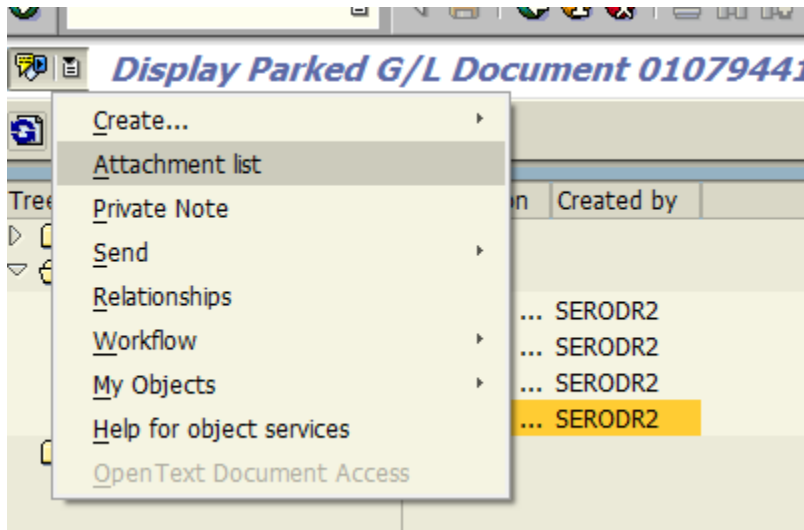 Display Parked G/L Document 01079441
Create...
Attachment list
Tree
Private Note
n Created by
Send
Relationships
... SERODR2
Workflow
... SERODR2
My Objects
... SERODR2
Help for object services
... SERODR2
OpenText Document Access